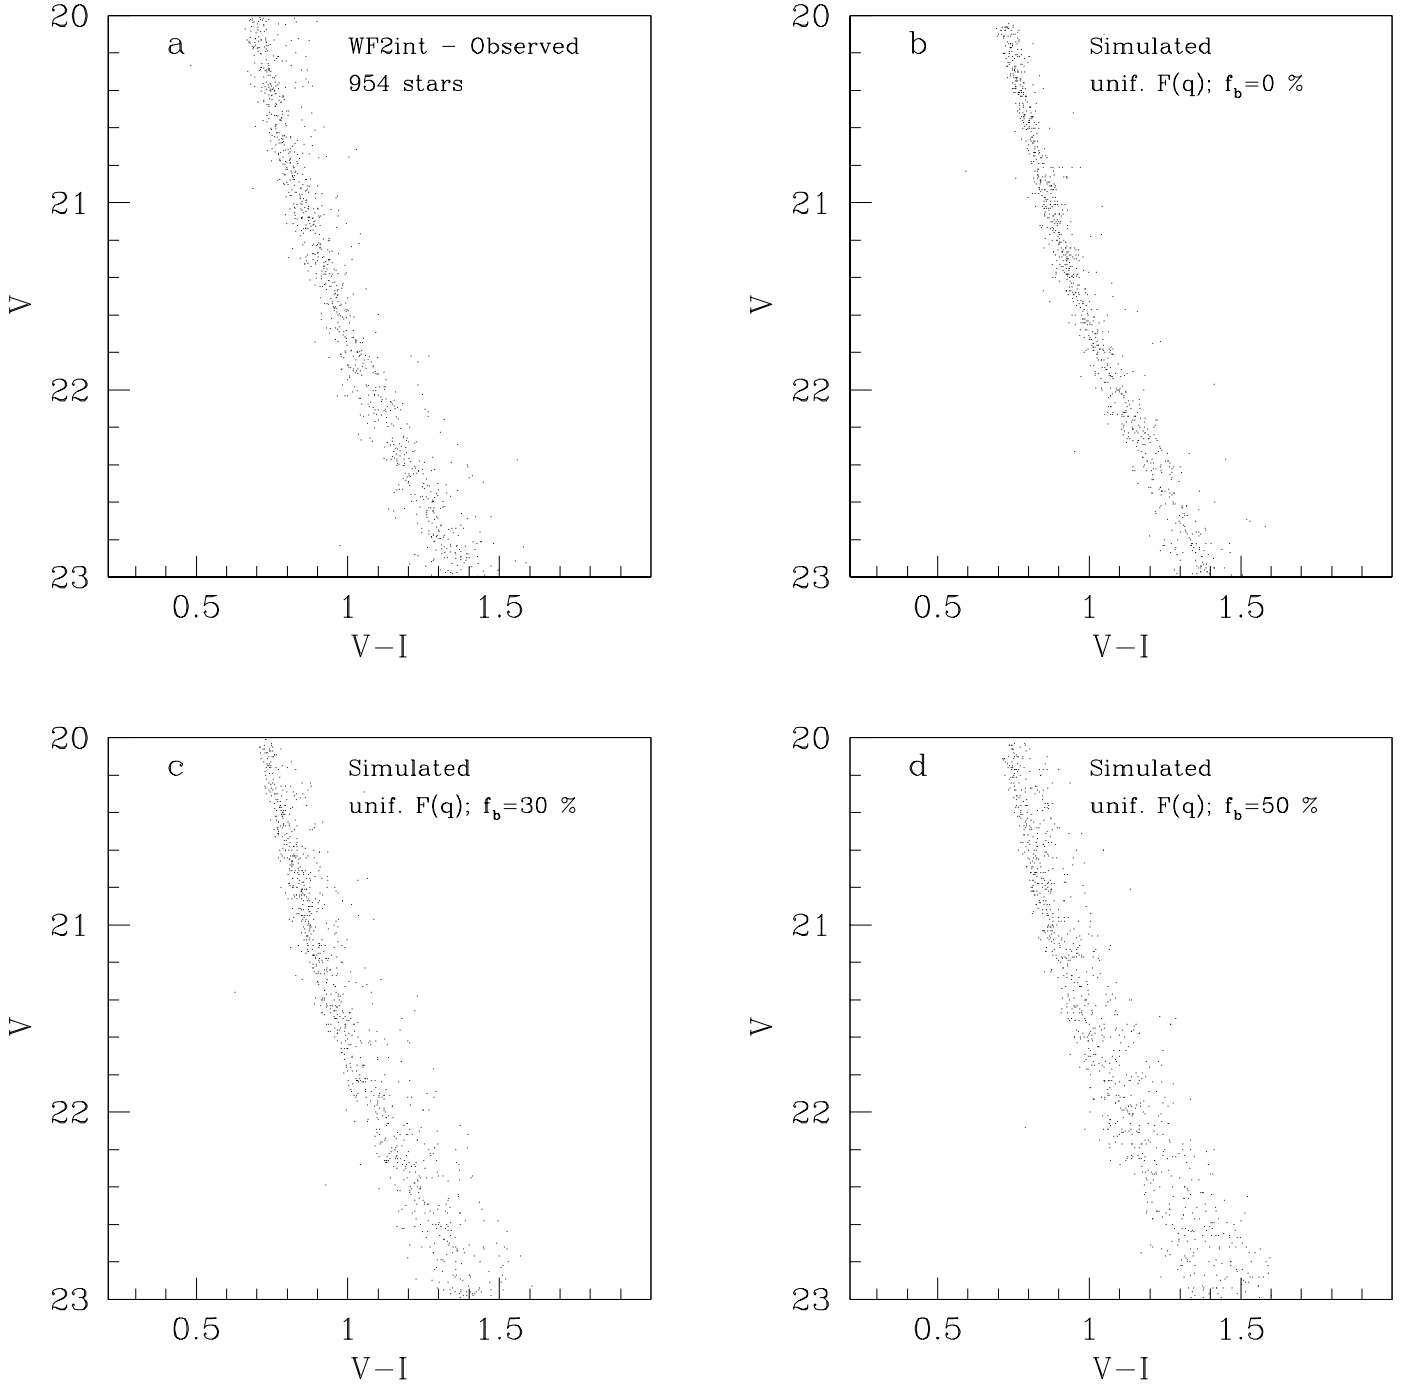 a
WF2int – Observed
954 stars
20
21
22
23
V
0.5 1 1.5
V–I
b
Simulated
unif. F(q); f_b=0 %
20
21
22
23
V
0.5 1 1.5
V–I
c
Simulated
unif. F(q); f_b=30 %
20
21
22
23
V
0.5 1 1.5
V–I
d
Simulated
unif. F(q); f_b=50 %
20
21
22
23
V
0.5 1 1.5
V–I